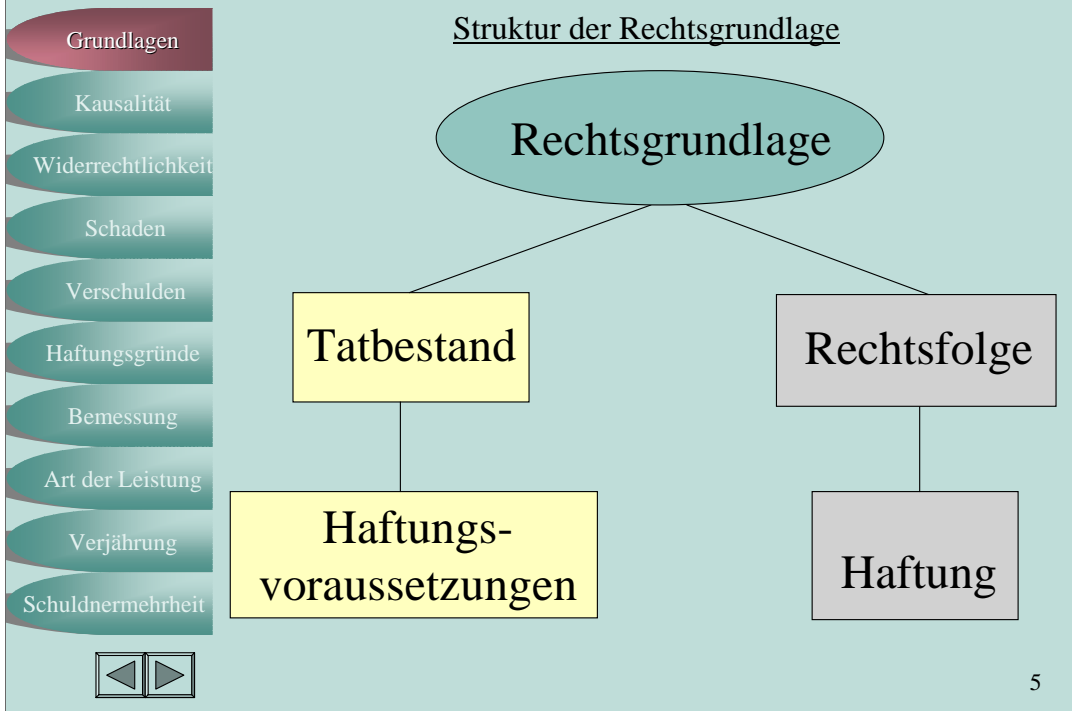 Grundlagen
Kausalität
Widerrechtlichkeit
Schaden
Verschulden
Haftungsgründe
Bemessung
Art der Leistung
Verjährung
Schuldnermehrheit
Struktur der Rechtsgrundlage
Rechtsgrundlage
Tatbestand
Rechtsfolge
Haftungs-
voraussetzungen
Haftung
5